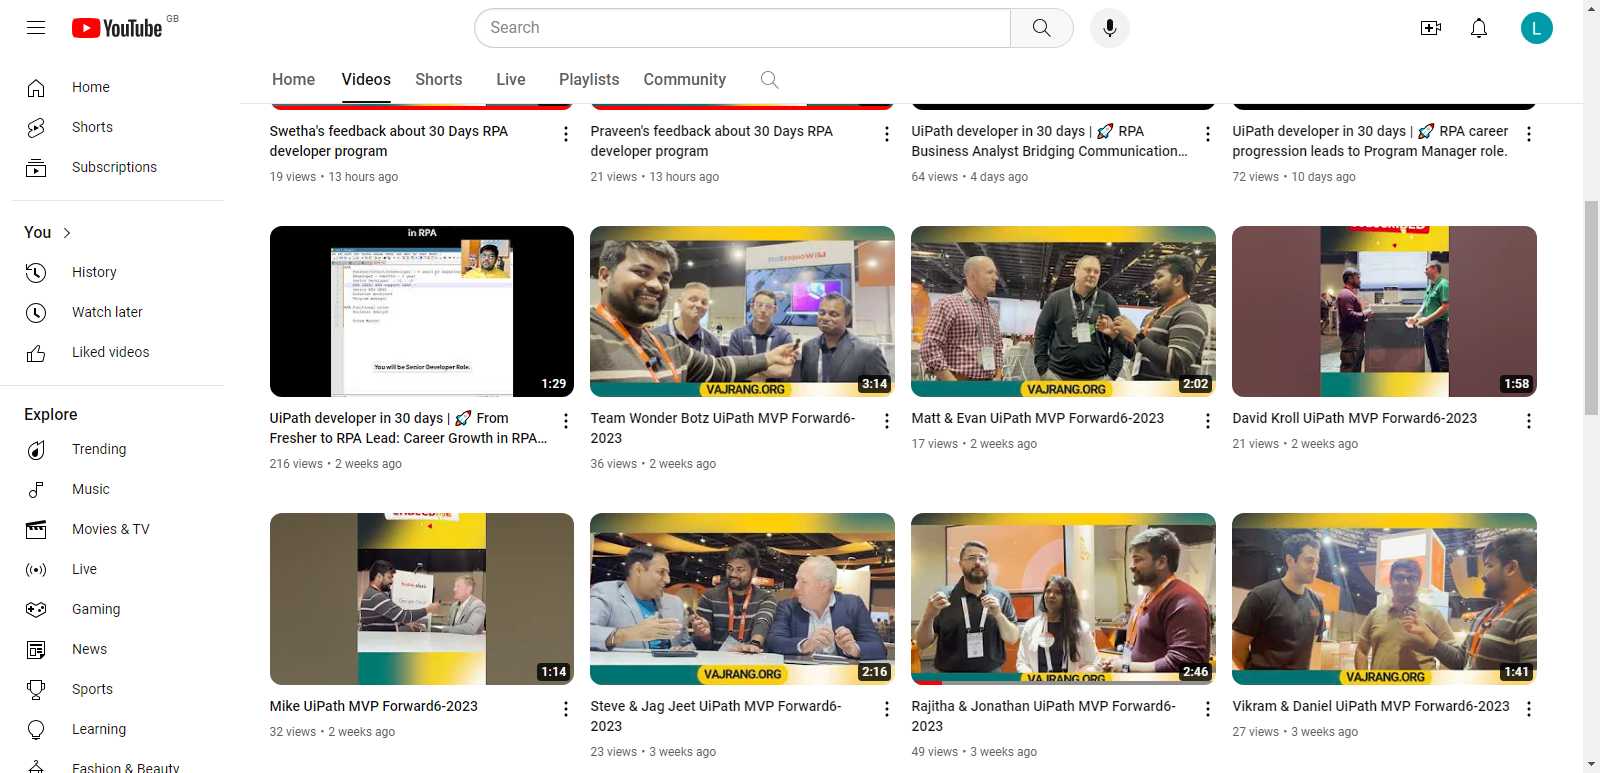 YouTube GB
Search
L
Home Videos Shorts Live Playlists Community
Home
Shorts
Subscriptions
You
History
Watch later
Liked videos
Explore
Trending
Music
Movies & TV
Live
Gaming
News
Sports
Learning
Fashion & Beauty
Swetha's feedback about 30 Days RPA
developer program
19 views • 13 hours ago
Praveen's feedback about 30 Days RPA
developer program
21 views • 13 hours ago
UiPath developer in 30 days | 🚀 RPA
Business Analyst Bridging Communication...
64 views • 4 days ago
UiPath developer in 30 days | 🚀 RPA career
progression leads to Program Manager role.
72 views • 10 days ago
in RPA
You will be Senior Developer Role.
1:29
UiPath developer in 30 days | 🚀 From
Fresher to RPA Lead: Career Growth in RPA...
216 views • 2 weeks ago
VAJRANG.ORG
3:14
Team Wonder Botz UiPath MVP Forward6-
2023
36 views • 2 weeks ago
VAJRANG.ORG
2:02
Matt & Evan UiPath MVP Forward6-2023
17 views • 2 weeks ago
1:58
David Kroll UiPath MVP Forward6-2023
21 views • 2 weeks ago
1:14
Mike UiPath MVP Forward6-2023
32 views • 2 weeks ago
VAJRANG.ORG
2:16
Steve & Jag Jeet UiPath MVP Forward6-
2023
23 views • 3 weeks ago
VAJRANG.ORG
2:46
Rajitha & Jonathan UiPath MVP Forward6-
2023
49 views • 3 weeks ago
VAJRANG.ORG
1:41
Vikram & Daniel UiPath MVP Forward6-2023
27 views • 3 weeks ago